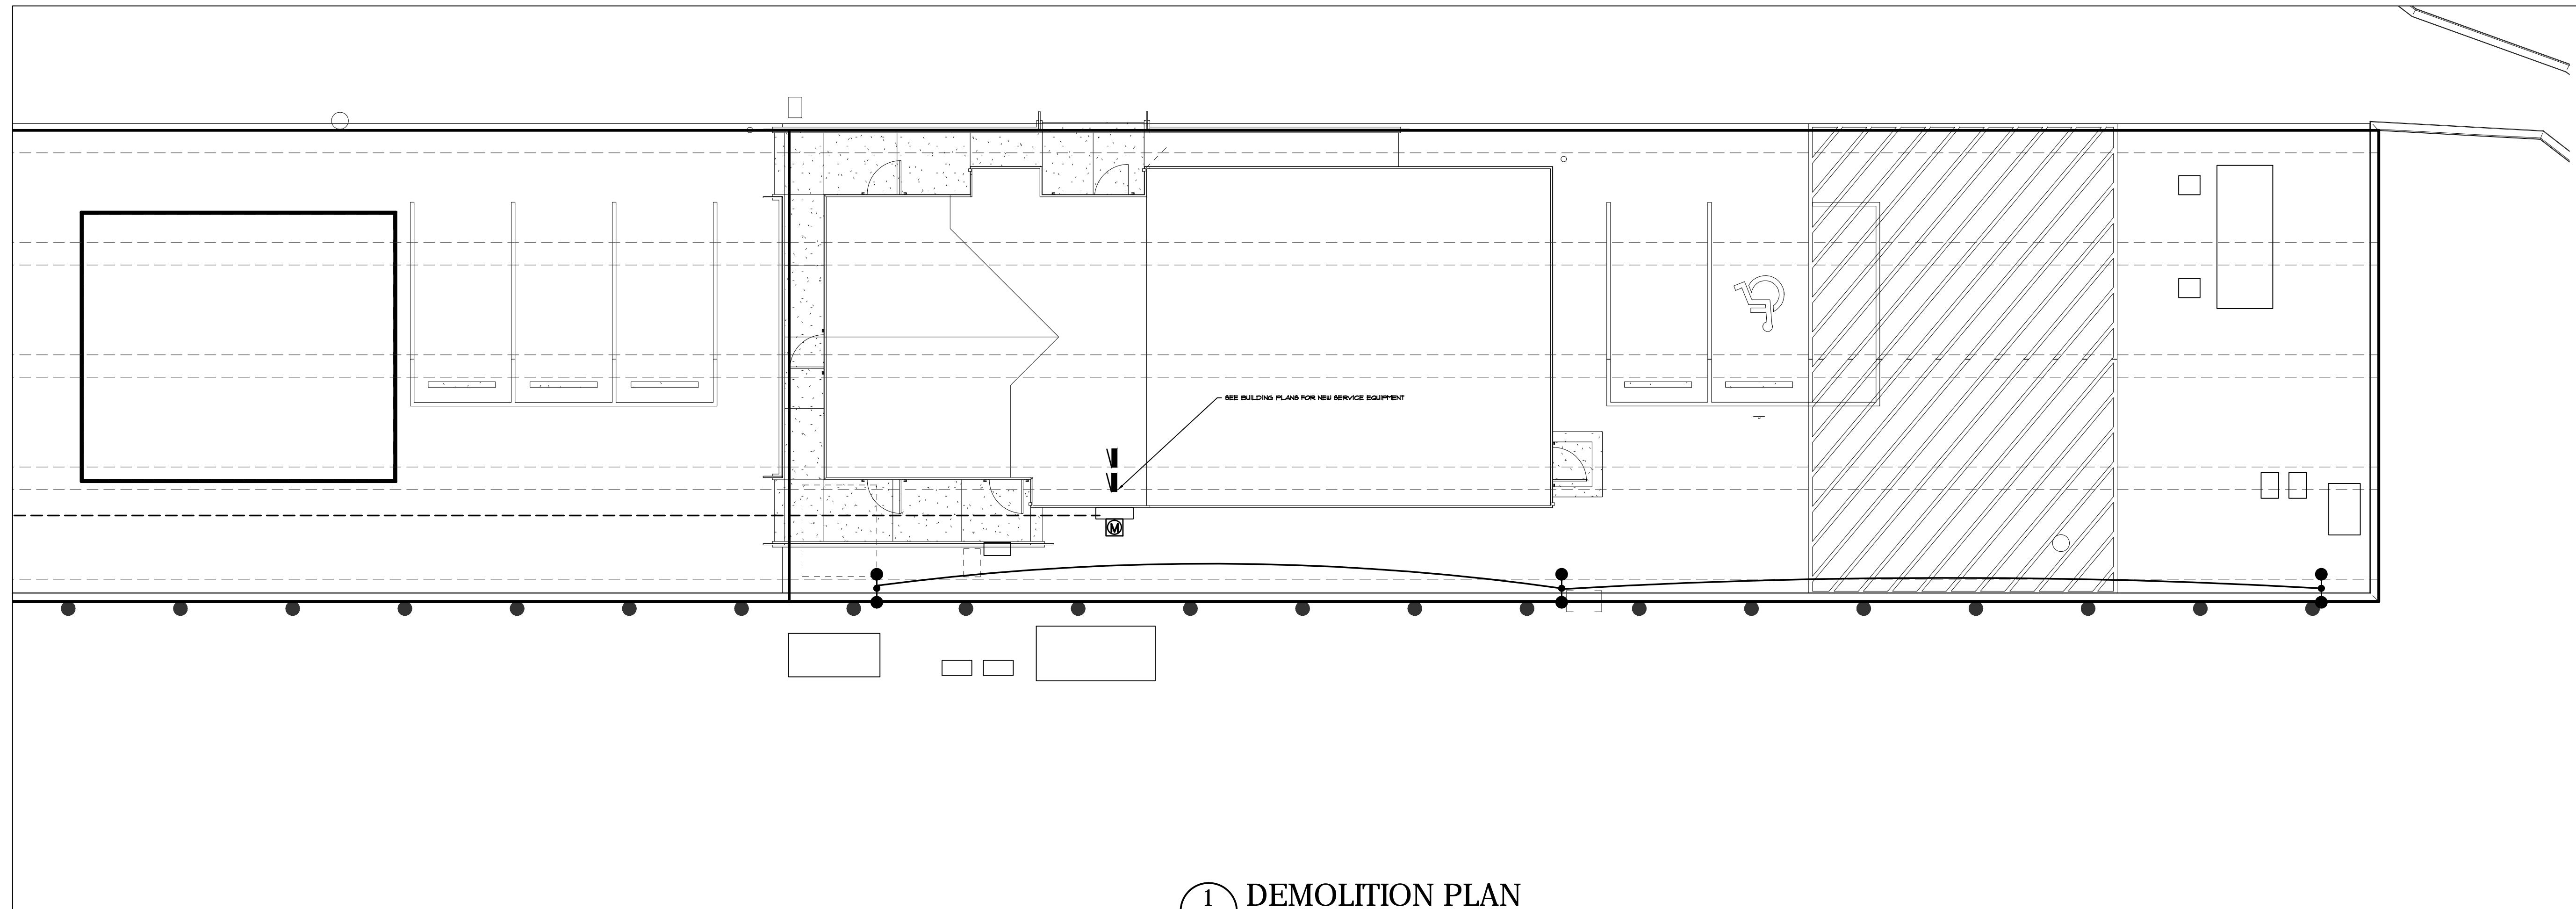 SEE BUILDING PLANS FOR NEW SERVICE EQUIPMENT
M
1 DEMOLITION PLAN